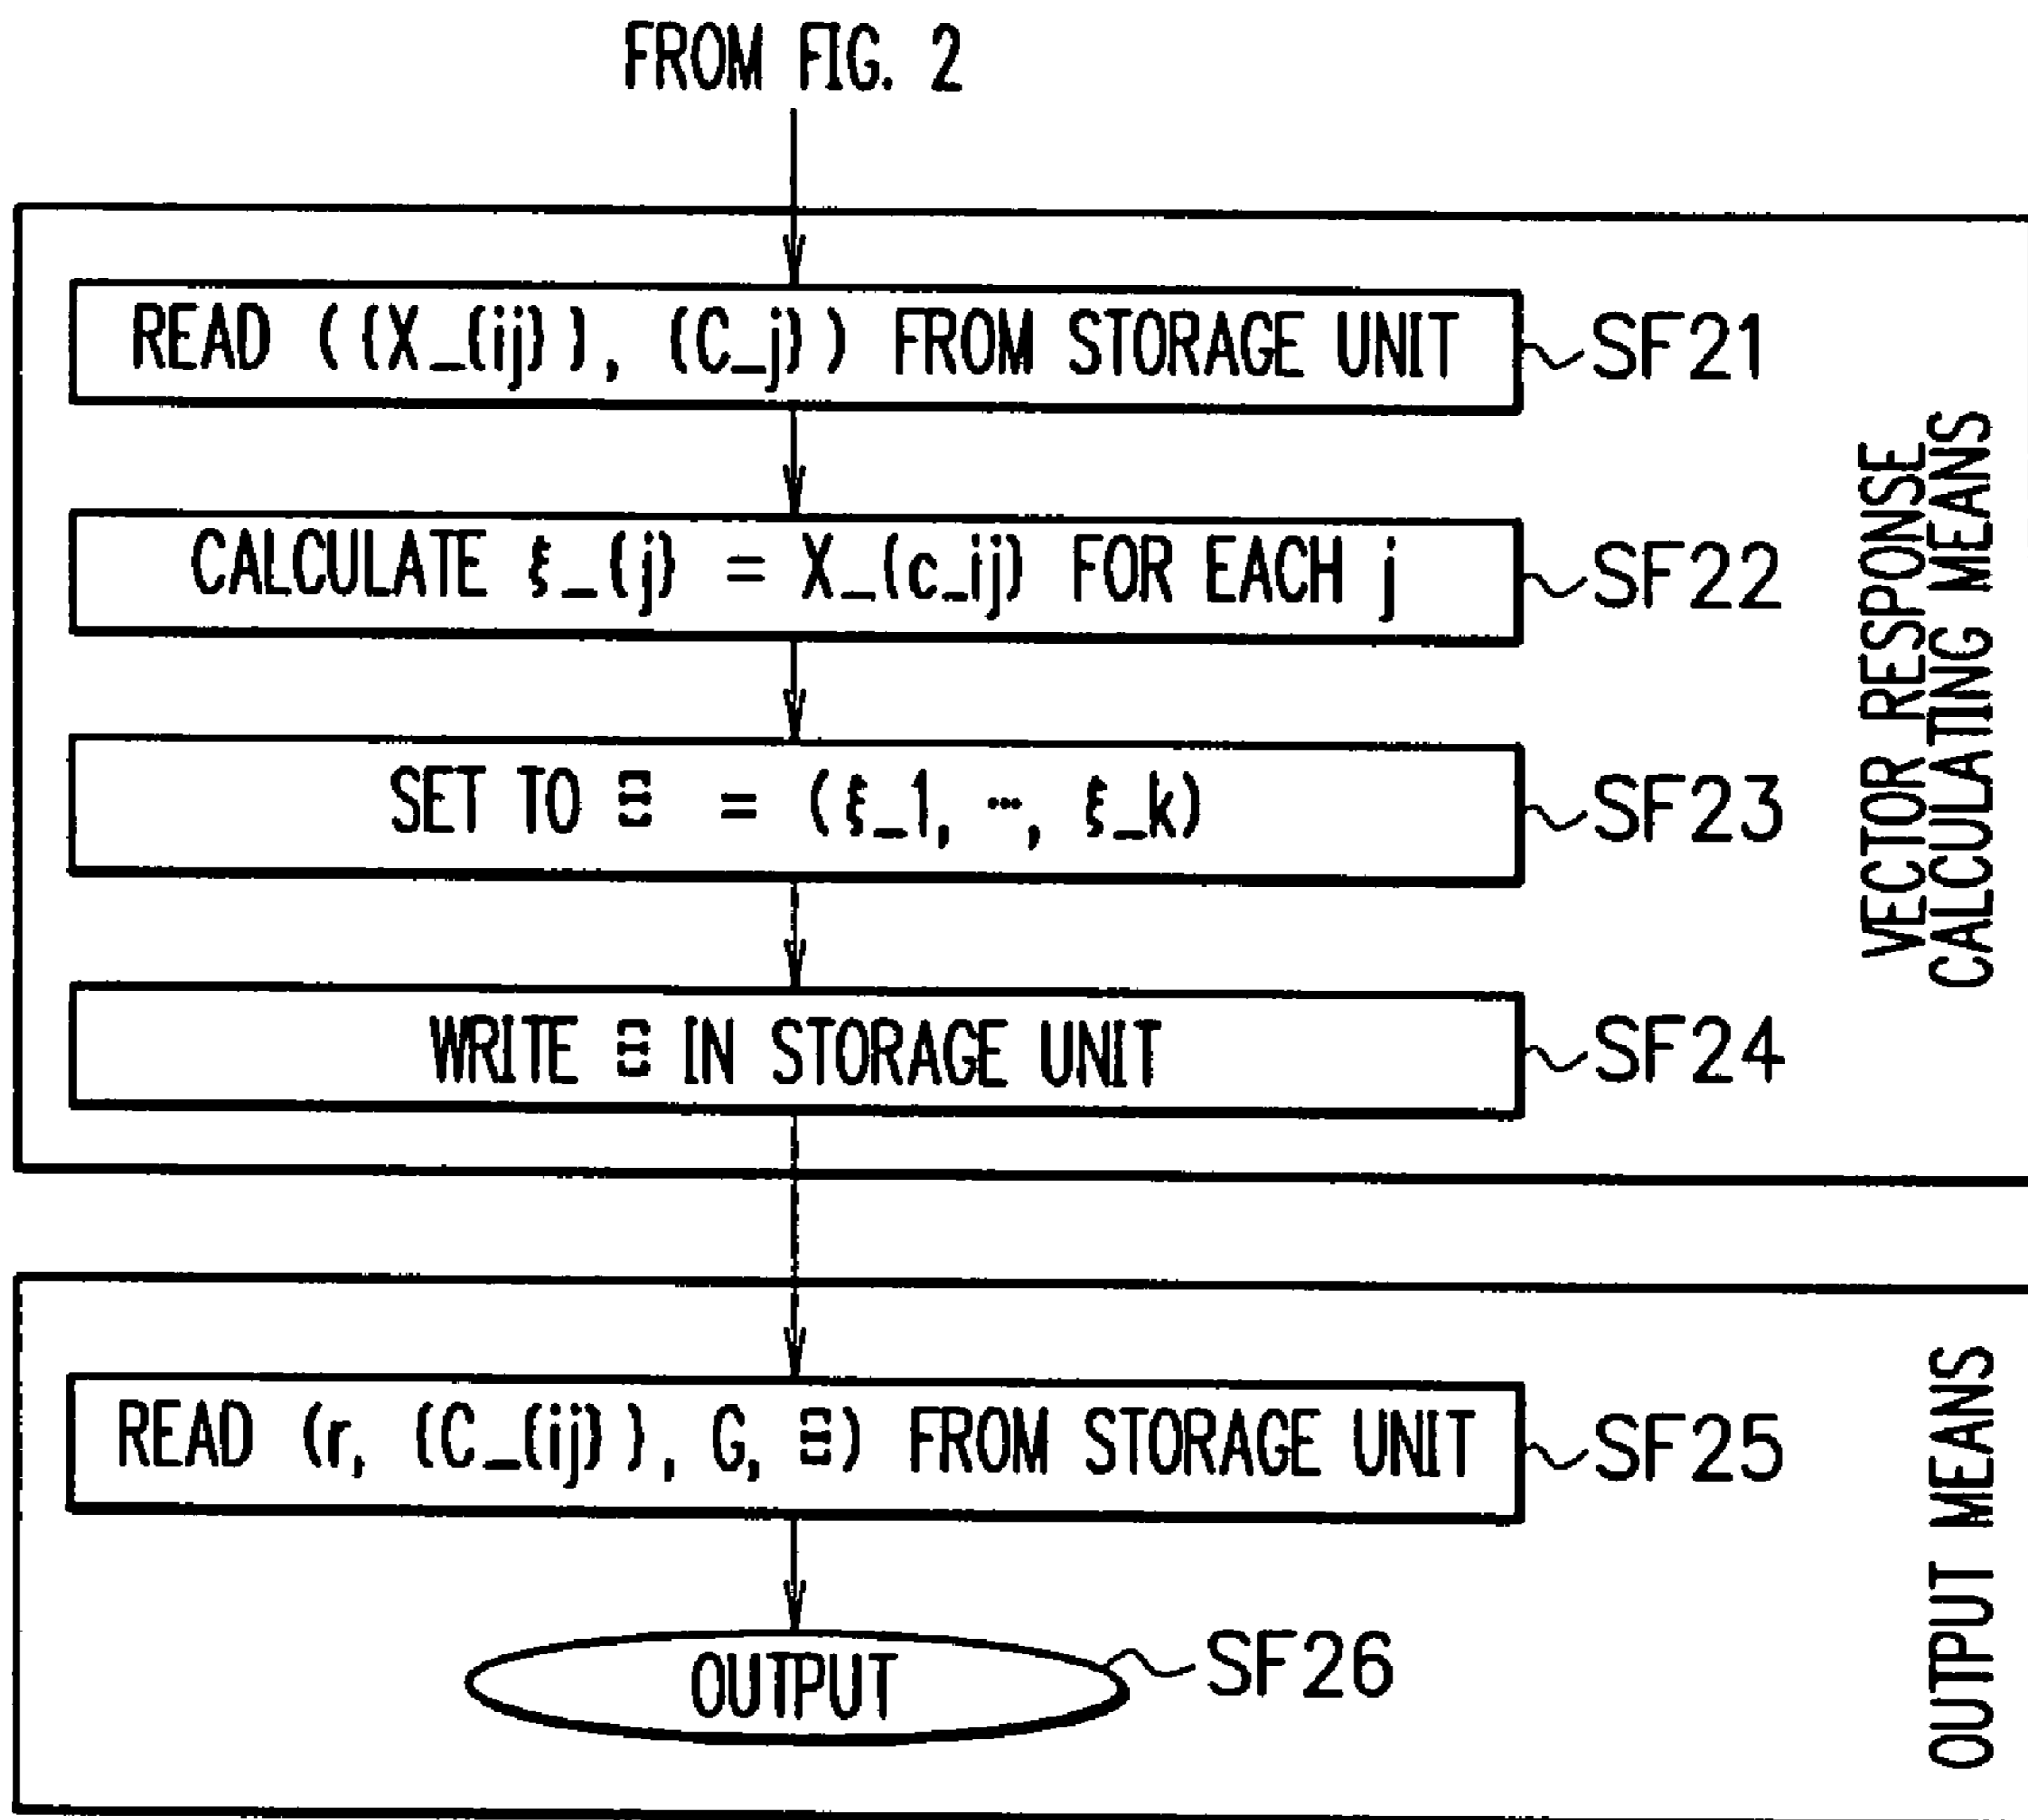 FROM FIG. 2
READ ((X_(ij)), (C_j)) FROM STORAGE UNIT
SF21
CALCULATE ξ_(j) = X_(c_ij) FOR EACH j
SF22
SET TO Ξ = (ξ_1, …, ξ_k)
SF23
WRITE Ξ IN STORAGE UNIT
SF24
VECTOR RESPONSE
CALCULATING MEANS
READ (r, (C_(ij)), G, Ξ) FROM STORAGE UNIT
SF25
OUTPUT
SF26
OUTPUT MEANS